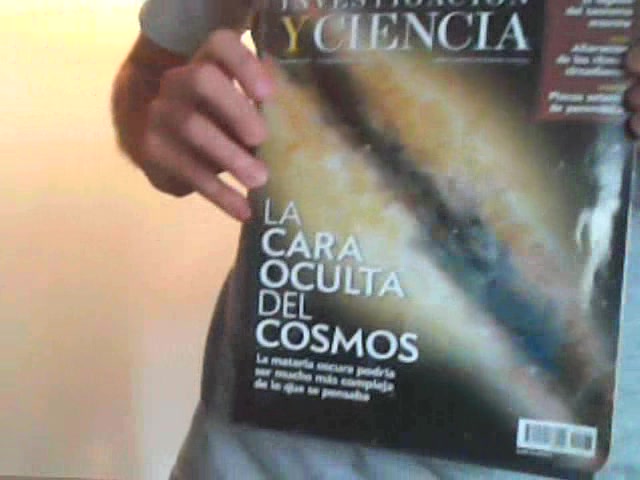 INVESTIGACIÓN
Y CIENCIA
LA
CARA
OCULTA
DEL
COSMOS
La materia oscura podría
ser mucho más compleja
de lo que se pensaba